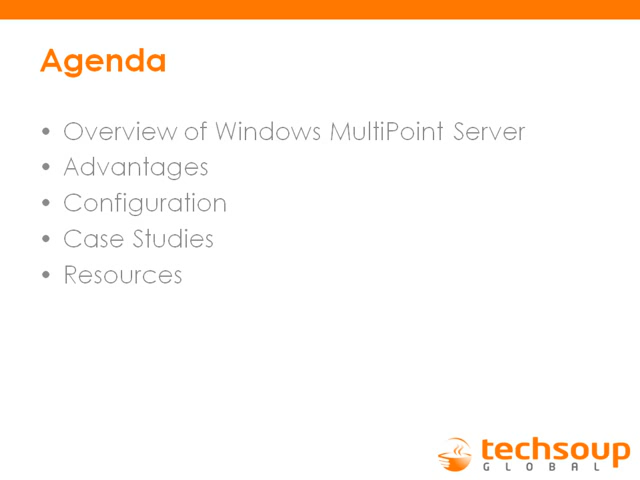 Agenda
• Overview of Windows MultiPoint Server
• Advantages
• Configuration
• Case Studies
• Resources
techsoup
GLOBAL